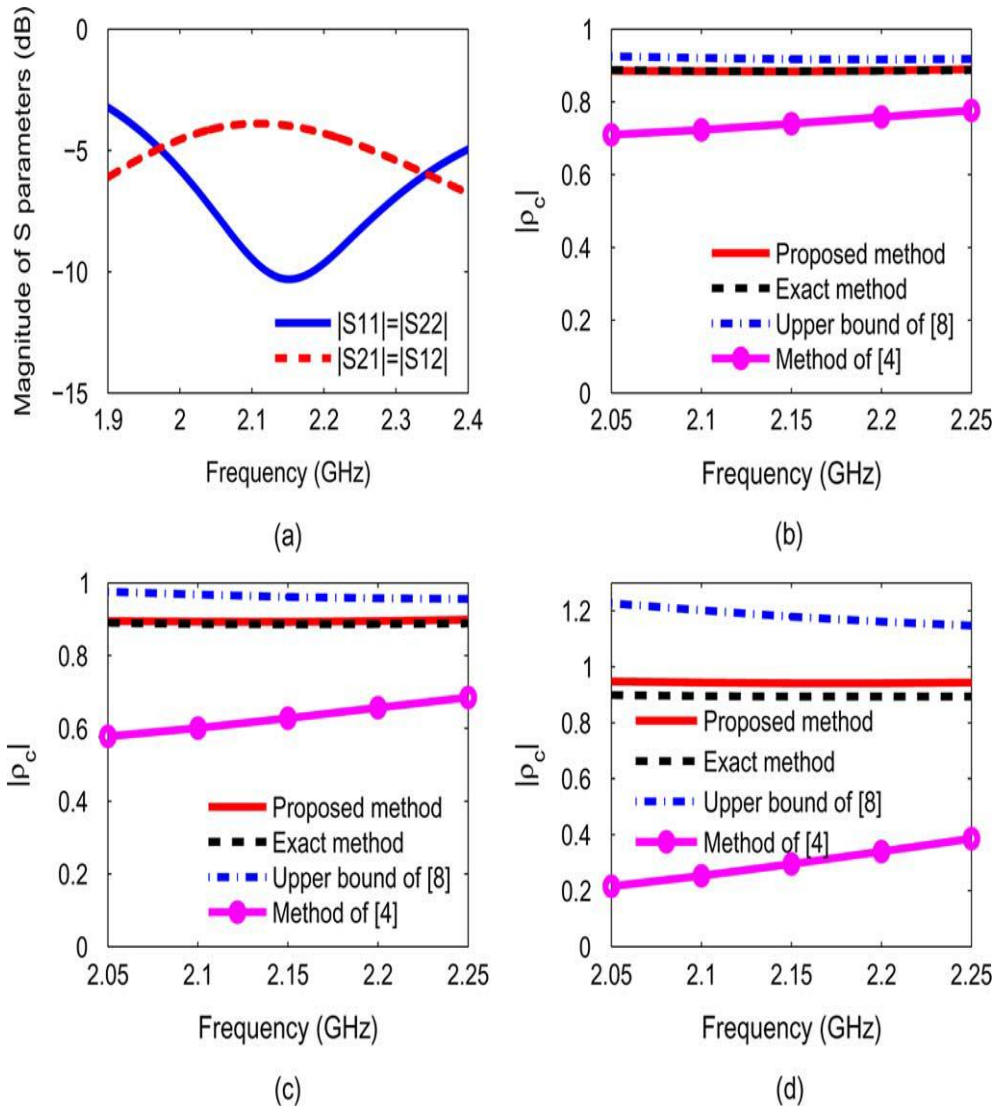 Magnitude of S parameters (dB)
0
−5
−10
−15
|S11|=|S22|
|S21|=|S12|
1.9
2
2.1
2.2
2.3
2.4
Frequency (GHz)
(a)
|ρc|
1
0.8
0.6
0.4
0.2
0
Proposed method
Exact method
Upper bound of [8]
Method of [4]
2.05
2.1
2.15
2.2
2.25
Frequency (GHz)
(b)
|ρc|
1
0.8
0.6
0.4
0.2
0
Proposed method
Exact method
Upper bound of [8]
Method of [4]
2.05
2.1
2.15
2.2
2.25
Frequency (GHz)
(c)
|ρc|
1.2
1
0.8
0.6
0.4
0.2
0
Proposed method
Exact method
Upper bound of [8]
Method of [4]
2.05
2.1
2.15
2.2
2.25
Frequency (GHz)
(d)